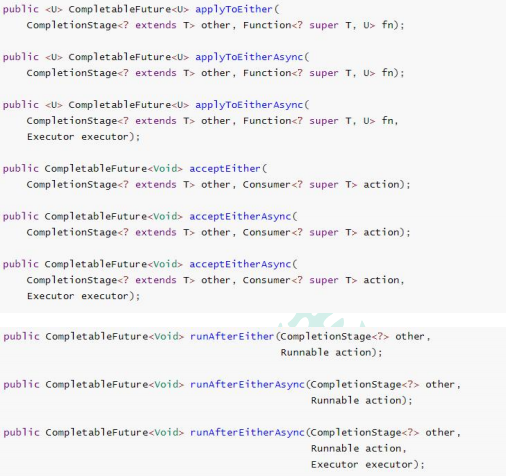 public <U> CompletableFuture<U> applyToEither(
    CompletionStage<? extends T> other, Function<? super T, U> fn);

public <U> CompletableFuture<U> applyToEitherAsync(
    CompletionStage<? extends T> other, Function<? super T, U> fn);

public <U> CompletableFuture<U> applyToEitherAsync(
    CompletionStage<? extends T> other, Function<? super T, U> fn,
    Executor executor);

public CompletableFuture<Void> acceptEither(
    CompletionStage<? extends T> other, Consumer<? super T> action);

public CompletableFuture<Void> acceptEitherAsync(
    CompletionStage<? extends T> other, Consumer<? super T> action);

public CompletableFuture<Void> acceptEitherAsync(
    CompletionStage<? extends T> other, Consumer<? super T> action,
    Executor executor);

public CompletableFuture<Void> runAfterEither(CompletionStage<?> other,
                                              Runnable action);

public CompletableFuture<Void> runAfterEitherAsync(CompletionStage<?> other,
                                                   Runnable action);

public CompletableFuture<Void> runAfterEitherAsync(CompletionStage<?> other,
                                                   Runnable action,
                                                   Executor executor);